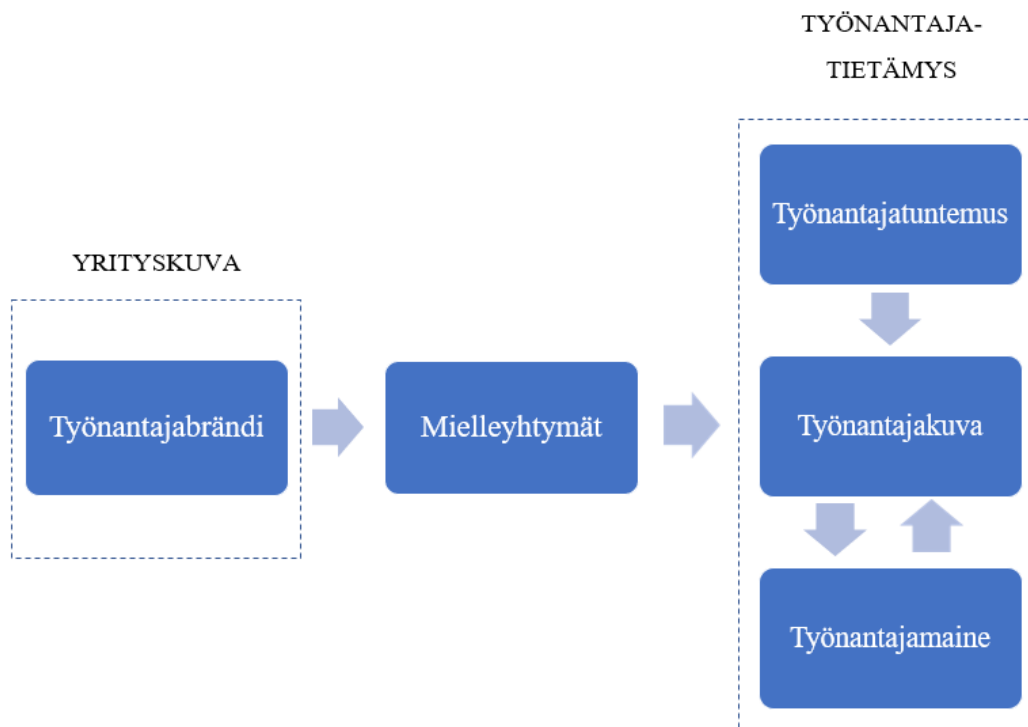 YRITYSKUVA
Työnantajabrändi
Mielleyhtymät
TYÖNANTAJA-
TIETÄMYS
Työnantajatuntemus
Työnantajakuva
Työnantajamaine